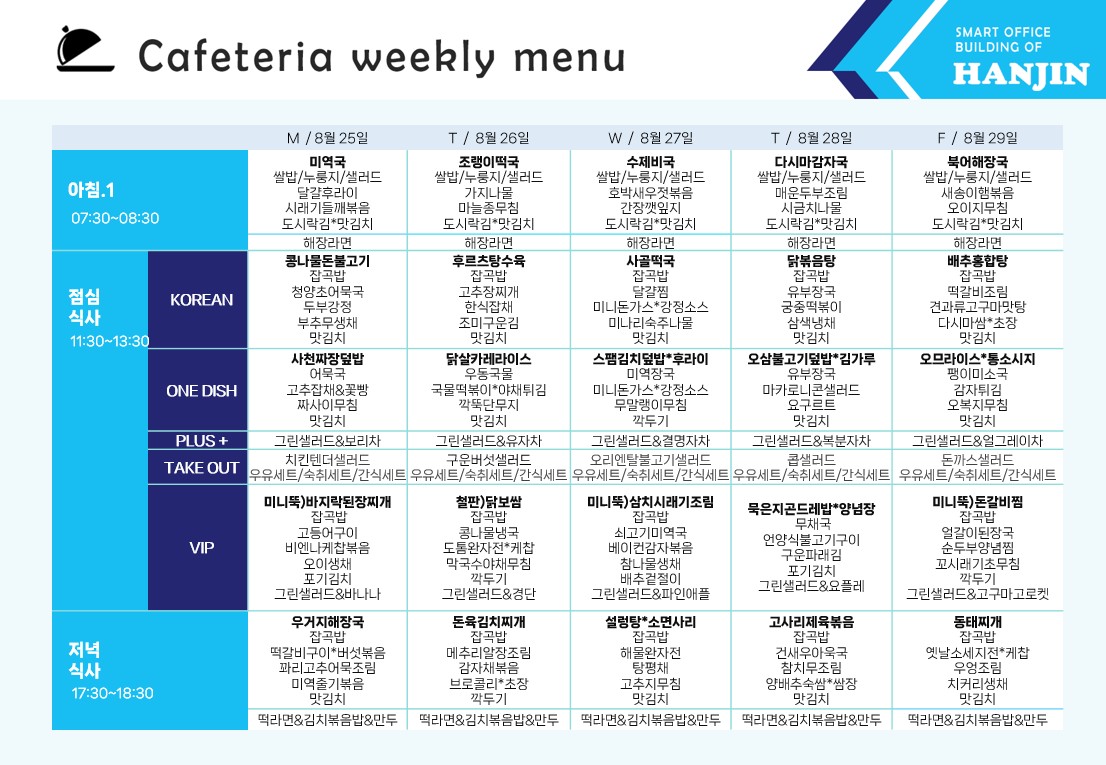 Cafeteria weekly menu
SMART OFFICE
BUILDING OF
HANJIN
M / 8월 25일 T / 8월 26일 W / 8월 27일 T / 8월 28일 F / 8월 29일
아침.1
07:30~08:30
미역국 조랭이떡국 수제비국 다시마감자국 북어해장국
쌀밥/누룽지/샐러드 쌀밥/누룽지/샐러드 쌀밥/누룽지/샐러드 쌀밥/누룽지/샐러드 쌀밥/누룽지/샐러드
달걀후라이 가지나물 호박새우젓볶음 매운두부조림 새송이햄볶음
시래기들깨볶음 마늘종무침 간장깻잎지 시금치나물 오이지무침
도시락김*맛김치 도시락김*맛김치 도시락김*맛김치 도시락김*맛김치 도시락김*맛김치
해장라면 해장라면 해장라면 해장라면 해장라면
점심
식사
11:30~13:30
KOREAN
콩나물돈불고기 후르츠탕수육 사골떡국 닭볶음탕 배추홍합탕
잡곡밥 잡곡밥 잡곡밥 잡곡밥 잡곡밥
청양초어묵국 고추장찌개 달걀찜 유부장국 떡갈비조림
두부강정 한식잡채 미니돈가스*강정소스 궁중떡볶이 견과류고구마맛탕
부추무생채 조미구운김 미나리숙주나물 삼색냉채 다시마쌈*초장
맛김치 맛김치 맛김치 맛김치 맛김치
ONE DISH
사천짜장덮밥 닭살카레라이스 스팸김치덮밥*후라이 오삼불고기덮밥*김가루 오므라이스*통소시지
어묵국 우동국물 미역장국 유부장국 팽이미소국
고추잡채&꽃빵 국물떡볶이*야채튀김 미니돈가스*강정소스 마카로니콘샐러드 감자튀김
짜사이무침 깍뚝단무지 무말랭이무침 요구르트 오복지무침
맛김치 맛김치 깍두기 맛김치 맛김치
PLUS +
그린샐러드&보리차 그린샐러드&유자차 그린샐러드&결명자차 그린샐러드&복분자차 그린샐러드&얼그레이차
TAKE OUT
치킨텐더샐러드 구운버섯샐러드 오리엔탈불고기샐러드 콥샐러드 돈까스샐러드
우유세트/숙취세트/간식세트 우유세트/숙취세트/간식세트 우유세트/숙취세트/간식세트 우유세트/숙취세트/간식세트 우유세트/숙취세트/간식세트
VIP
미니뚝)바지락된장찌개 철판)닭보쌈 미니뚝)삼치시래기조림 묵은지곤드레밥*양념장 미니뚝)돈갈비찜
잡곡밥 잡곡밥 잡곡밥 무채국 잡곡밥
고등어구이 콩나물냉국 쇠고기미역국 언양식불고기구이 얼갈이된장국
비엔나케찹볶음 도톰완자전*케찹 베이컨감자볶음 구운파래김 순두부양념찜
오이생채 막국수야채무침 참나물생채 포기김치 꼬시래기초무침
포기김치 깍두기 배추겉절이 그린샐러드&요플레 깍두기
그린샐러드&바나나 그린샐러드&경단 그린샐러드&파인애플 그린샐러드&고구마고로켓
저녁
식사
17:30~18:30
우거지해장국 돈육김치찌개 설렁탕*소면사리 고사리제육볶음 동태찌개
잡곡밥 잡곡밥 잡곡밥 잡곡밥 잡곡밥
떡갈비구이*버섯볶음 메추리알장조림 해물완자전 건새우아욱국 옛날소세지전*케찹
꽈리고추어묵조림 감자채볶음 탕평채 참치무조림 우엉조림
미역줄기볶음 브로콜리*초장 고추지무침 양배추숙쌈*쌈장 치커리생채
맛김치 깍두기 맛김치 맛김치 맛김치
떡라면&김치볶음밥&만두 떡라면&김치볶음밥&만두 떡라면&김치볶음밥&만두 떡라면&김치볶음밥&만두 떡라면&김치볶음밥&만두